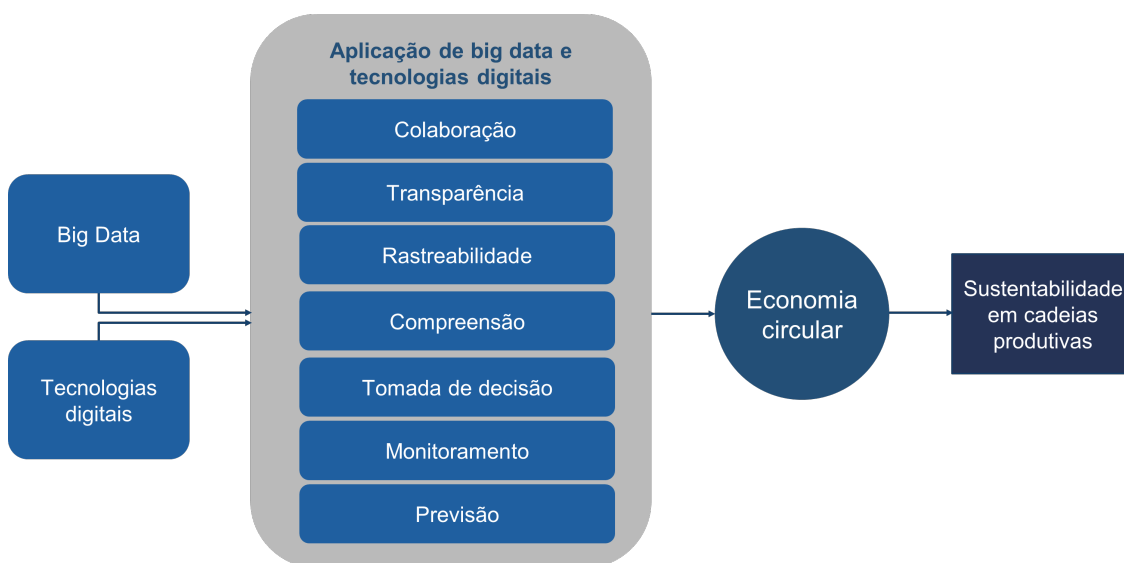 Aplicação de big data e
tecnologias digitais
Colaboração
Transparência
Rastreabilidade
Compreensão
Tomada de decisão
Monitoramento
Previsão
Big Data
Tecnologias
digitais
Economia
circular
Sustentabilidade
em cadeias
produtivas